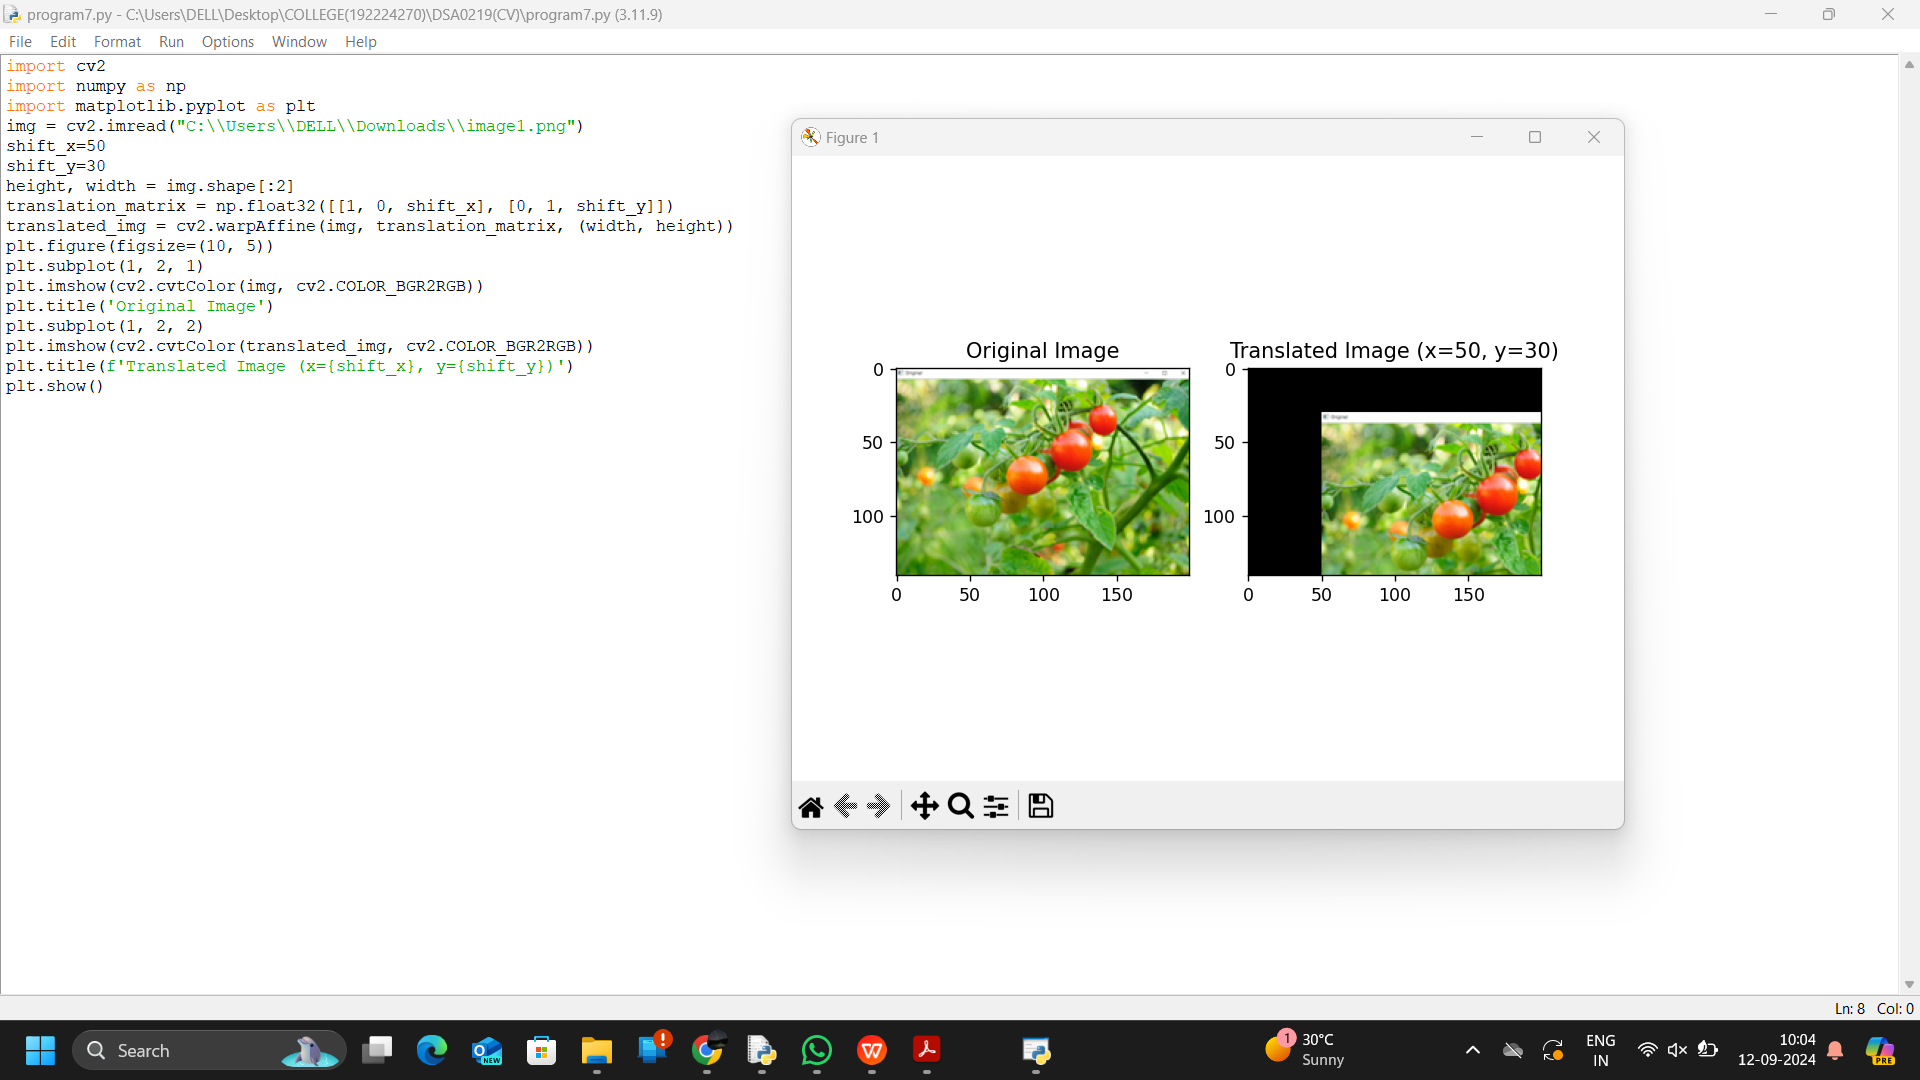 program7.py - C:\Users\DELL\Desktop\COLLEGE(192224270)\DSA0219(CV)\program7.py (3.11.9)
File Edit Format Run Options Window Help
import cv2
import numpy as np
import matplotlib.pyplot as plt
img = cv2.imread("C:\\Users\\DELL\\Downloads\\image1.png")
shift_x=50
shift_y=30
height, width = img.shape[:2]
translation_matrix = np.float32([[1, 0, shift_x], [0, 1, shift_y]])
translated_img = cv2.warpAffine(img, translation_matrix, (width, height))
plt.figure(figsize=(10, 5))
plt.subplot(1, 2, 1)
plt.imshow(cv2.cvtColor(img, cv2.COLOR_BGR2RGB))
plt.title('Original Image')
plt.subplot(1, 2, 2)
plt.imshow(cv2.cvtColor(translated_img, cv2.COLOR_BGR2RGB))
plt.title(f'Translated Image (x={shift_x}, y={shift_y})')
plt.show()
Figure 1
Original Image
0
50
100
0 50 100 150
Translated Image (x=50, y=30)
0
50
100
0 50 100 150
Ln: 8 Col: 0
Search
NEW
1
30°C
Sunny
ENG
IN
10:04
12-09-2024
PRE